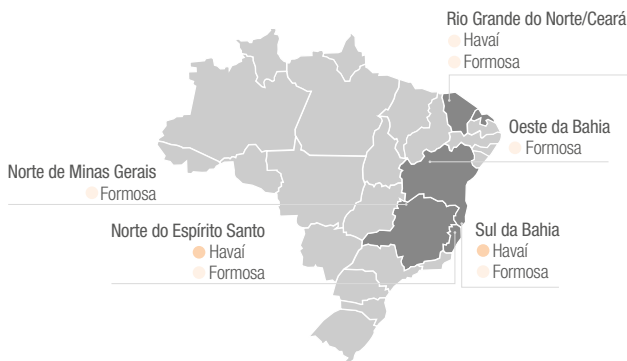 Rio Grande do Norte/Ceará
Havaí
Formosa
Oeste da Bahia
Formosa
Norte de Minas Gerais
Formosa
Norte do Espírito Santo
Havaí
Formosa
Sul da Bahia
Havaí
Formosa